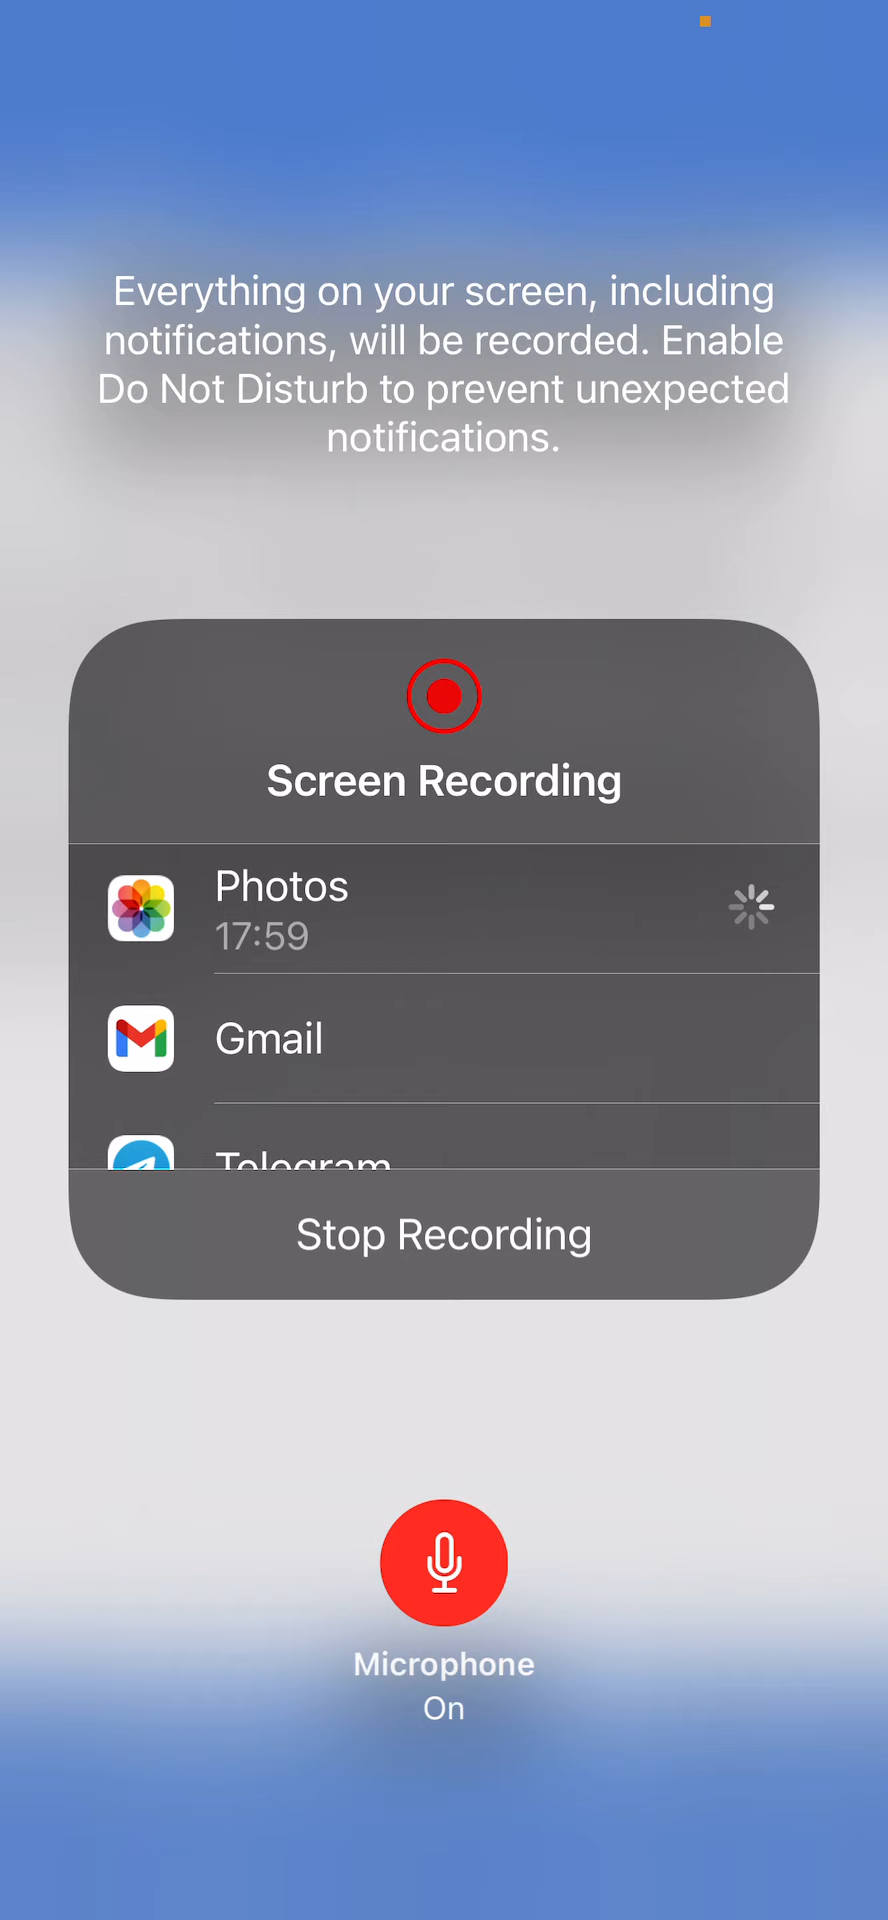 Everything on your screen, including
notifications, will be recorded. Enable
Do Not Disturb to prevent unexpected
notifications.
Screen Recording
Photos
17:59
Gmail
Telegram
Stop Recording
Microphone
On